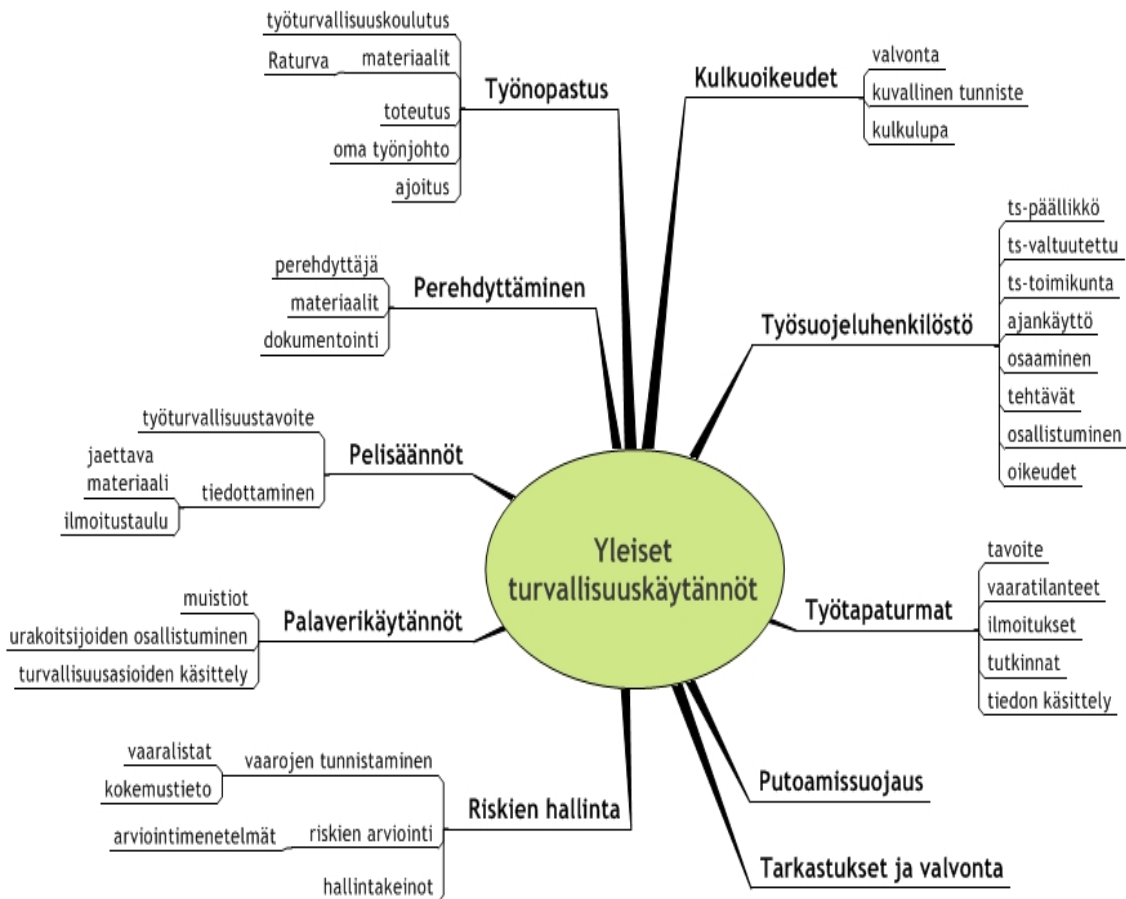 Yleiset
turvallisuuskäytännöt
Työnopastus
työturvallisuuskoulutus
materiaalit
Raturva
toteutus
oma työnjohto
ajoitus
Perehdyttäminen
perehdyttäjä
materiaalit
dokumentointi
Pelisäännöt
työturvallisuustavoite
tiedottaminen
jaettava
materiaali
ilmoitustaulu
Palaverikäytännöt
muistiot
urakoitsijoiden osallistuminen
turvallisuusasioiden käsittely
Riskien hallinta
vaarojen tunnistaminen
vaaralistat
kokemustieto
riskien arviointi
arviointimenetelmät
hallintakeinot
Kulkuoikeudet
valvonta
kuvallinen tunniste
kulkulupa
Työsuojeluhenkilöstö
ts-päällikkö
ts-valtuutettu
ts-toimikunta
ajankäyttö
osaaminen
tehtävät
osallistuminen
oikeudet
Työtapaturmat
tavoite
vaaratilanteet
ilmoitukset
tutkinnat
tiedon käsittely
Putoamissuojaus
Tarkastukset ja valvonta